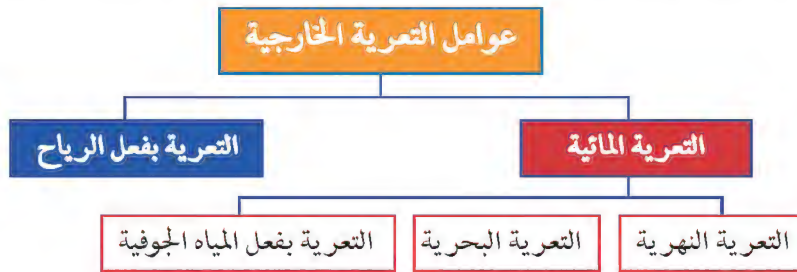 عوامل التعرية الخارجية
التعرية المائية
التعرية بفعل الرياح
التعرية النهرية
التعرية البحرية
التعرية بفعل المياه الجوفية